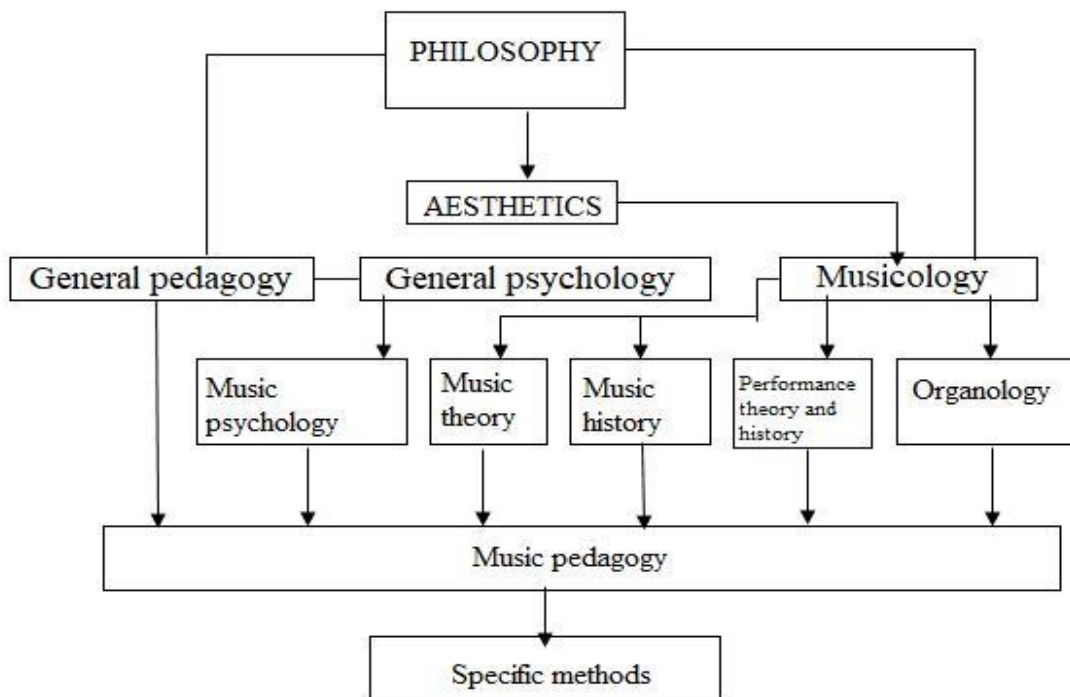 PHILOSOPHY
AESTHETICS
General pedagogy
General psychology
Musicology
Music
psychology
Music
theory
Music
history
Performance
theory and
history
Organology
Music pedagogy
Specific methods